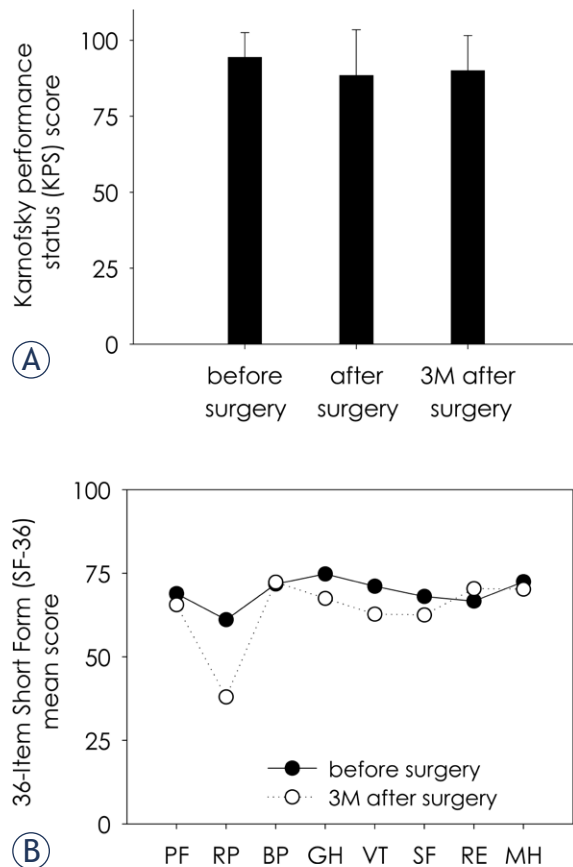 Karnofsky performance
status (KPS) score
100
75
50
25
0
before
surgery
after
surgery
3M after
surgery
A
36-Item Short Form (SF-36)
mean score
100
75
50
25
0
before surgery
3M after surgery
PF RP BP GH VT SF RE MH
B